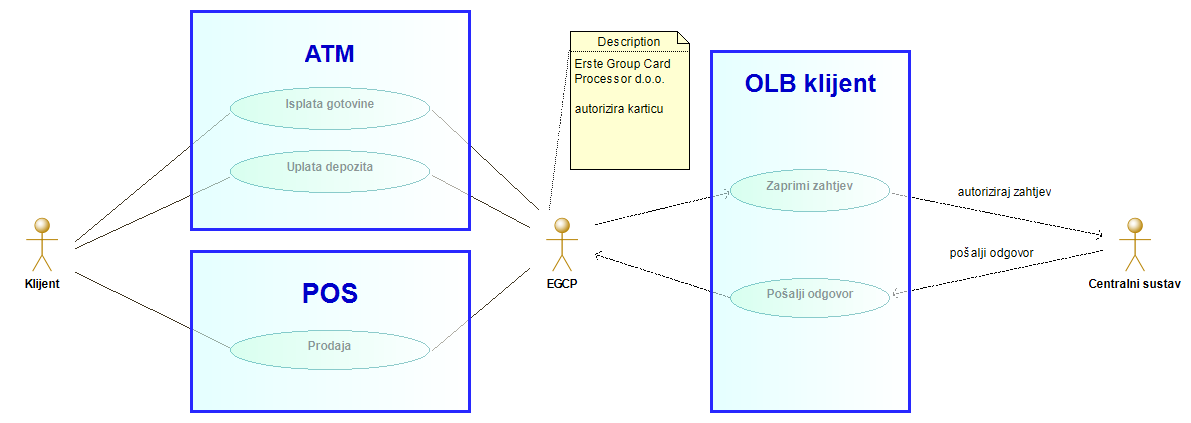 ATM
Isplata gotovine
Uplata depozita
POS
Prodaja
Klijent
Description
Erste Group Card
Processor d.o.o.
autorizira karticu
EGCP
OLB klijent
Zaprimi zahtjev
Pošalji odgovor
autoriziraj zahtjev
pošalji odgovor
Centralni sustav